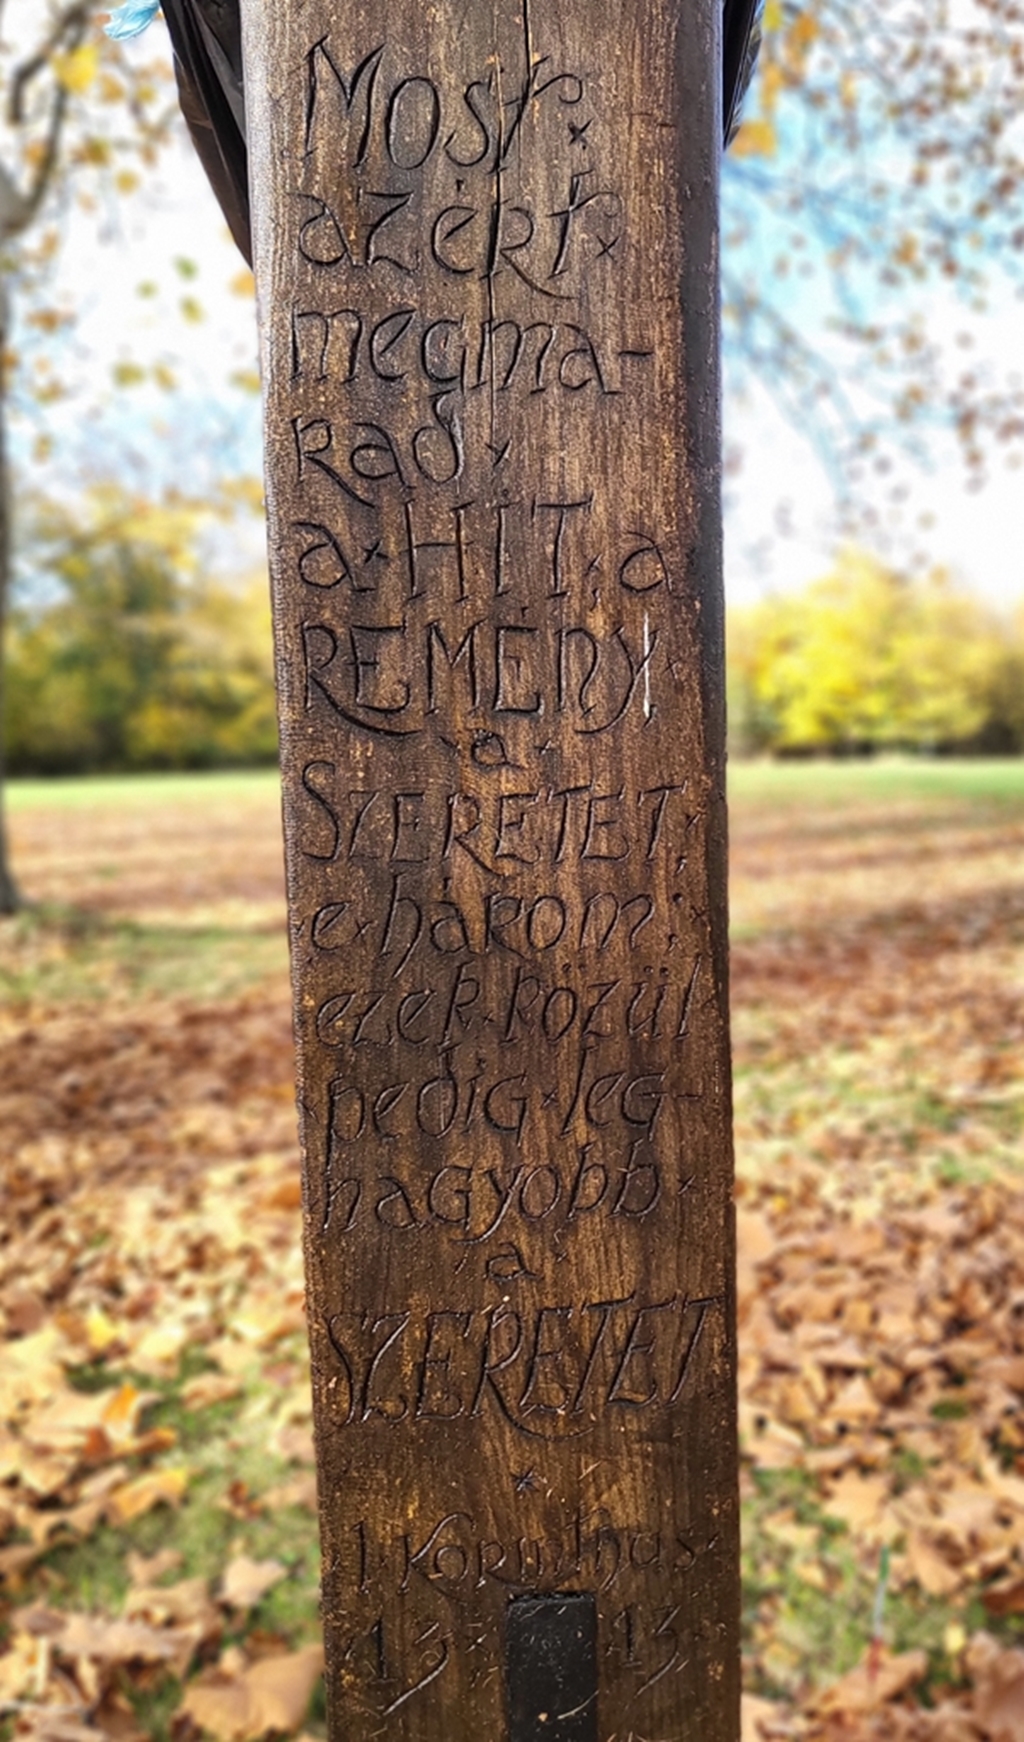 Most
azért
megma-
rad
a HIT, a
REMÉNY
a
SZERETET;
e három;
ezek közül
pedig leg-
nagyobb
a
SZERETET
1 Korinthus
13 13